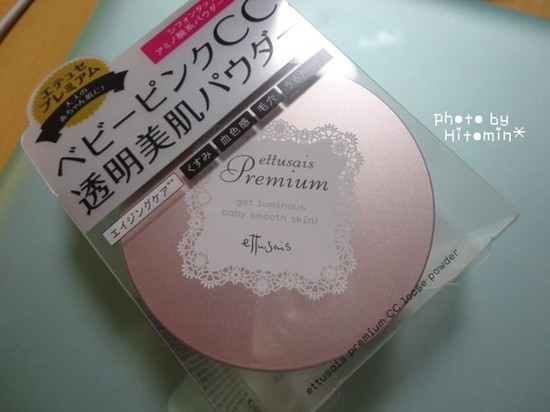 シフォンタッチ
アミノ酸系パウダー
エテュセ
プレミアム
大人の
赤ちゃん肌に!
ベビーピンクCC
透明美肌パウダー
くすみ
血色感
毛穴
エイジングケア
ettusais
Premium
get luminous
baby smooth skin!
ettusais
ettusais premium CC loose powder
photo by
Hitomin*